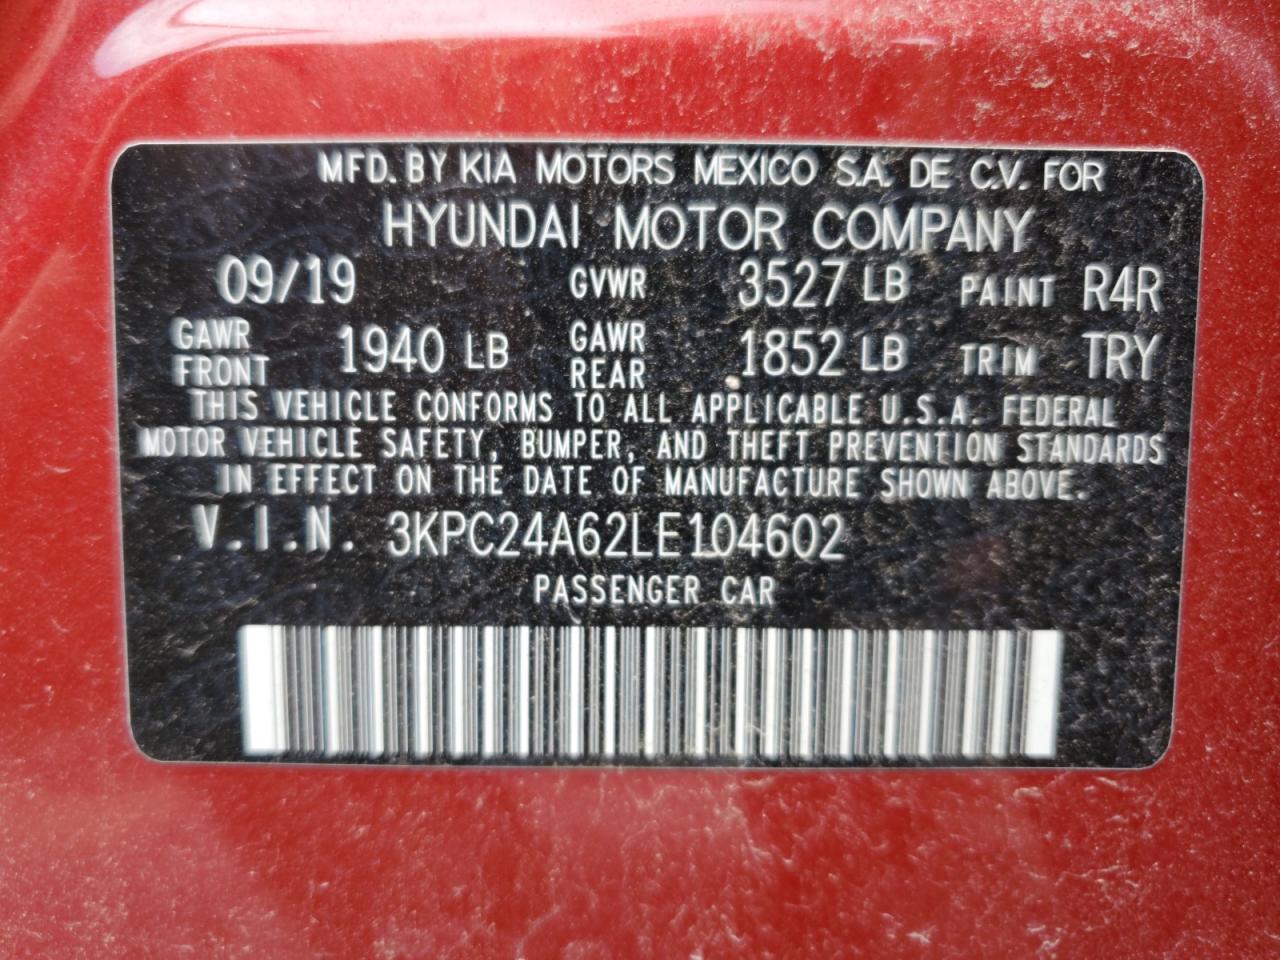 MFD. BY KIA MOTORS MEXICO S.A. DE C.V. FOR
HYUNDAI MOTOR COMPANY
09/19 GVWR 3527 LB PAINT R4R
GAWR FRONT 1940 LB GAWR REAR 1852 LB TRIM TRY
THIS VEHICLE CONFORMS TO ALL APPLICABLE U.S.A. FEDERAL
MOTOR VEHICLE SAFETY, BUMPER, AND THEFT PREVENTION STANDARDS
IN EFFECT ON THE DATE OF MANUFACTURE SHOWN ABOVE.
V.I.N. 3KPC24A62LE104602
PASSENGER CAR